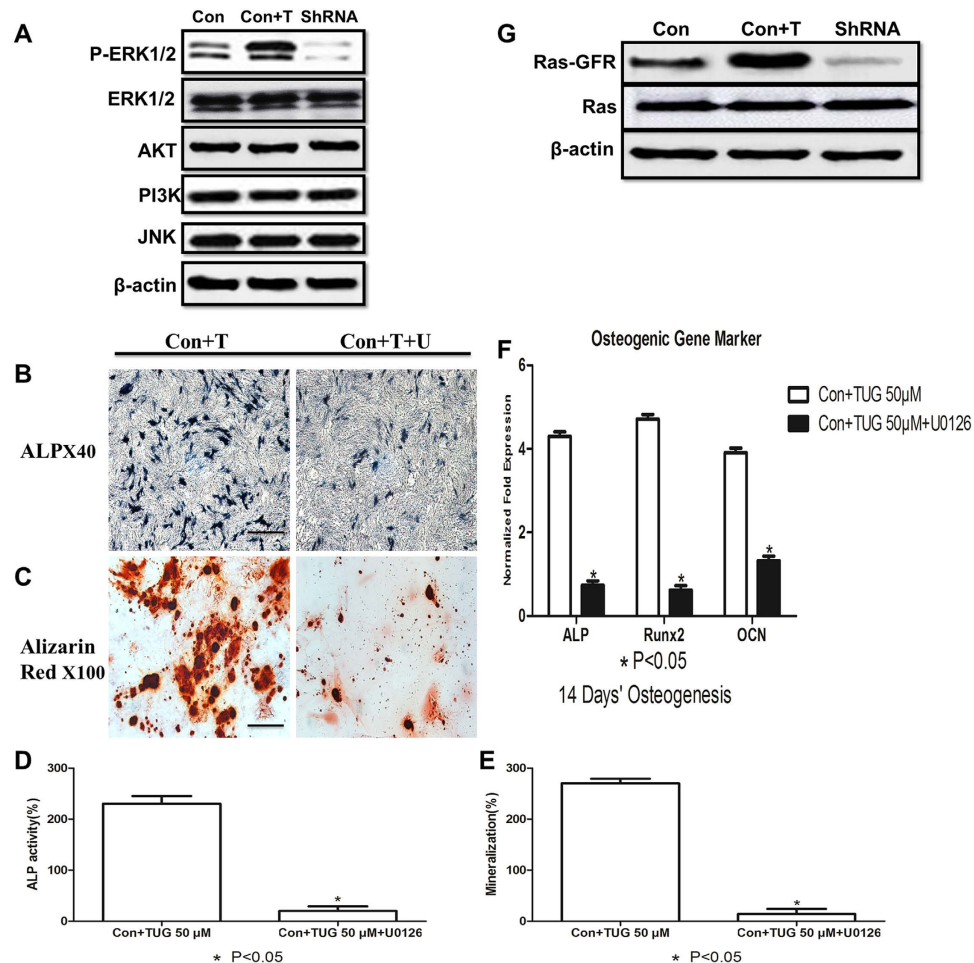 A
Con Con+T ShRNA
P-ERK1/2
ERK1/2
AKT
PI3K
JNK
β-actin
G
Con Con+T ShRNA
Ras-GFR
Ras
β-actin
Con+T Con+T+U
B
ALPX40
C
Alizarin
Red X100
F
Osteogenic Gene Marker
Normalized Fold Expression
6
4
2
0
Con+TUG 50μM
Con+TUG 50μM+U0126
* * *
ALP Runx2 OCN
* P<0.05
14 Days' Osteogenesis
D
ALP activity(%)
300
200
100
0
*
Con+TUG 50 μM Con+TUG 50 μM+U0126
* P<0.05
E
Mineralization(%)
300
200
100
0
*
Con+TUG 50 μM Con+TUG 50 μM+U0126
* P<0.05